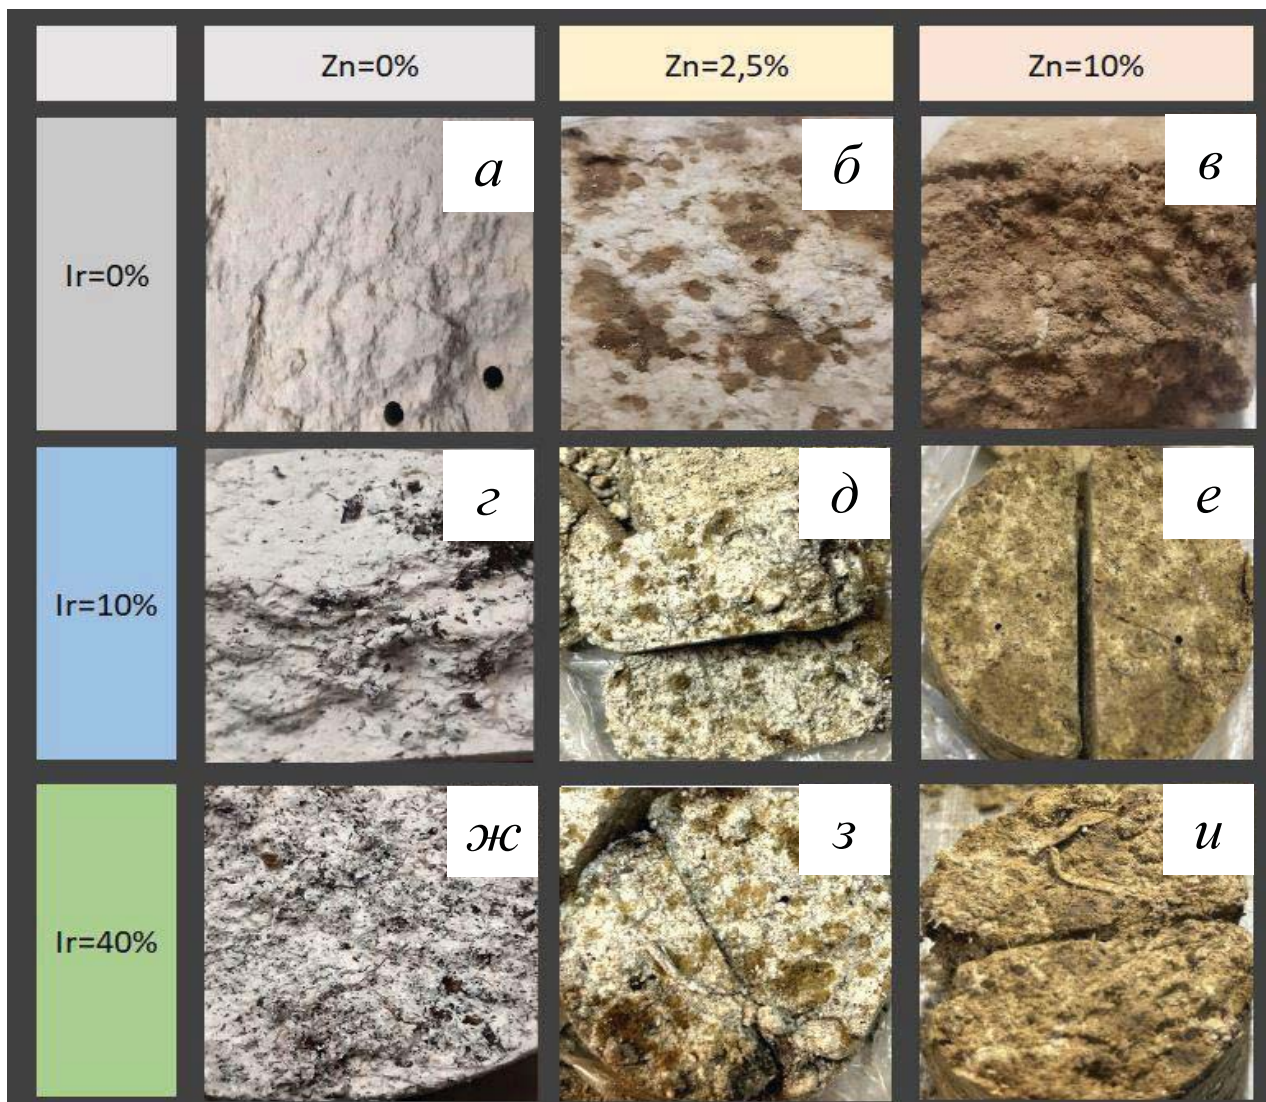 Zn=0%
Zn=2,5%
Zn=10%
Ir=0%
а
б
в
Ir=10%
г
д
е
Ir=40%
ж
з
и